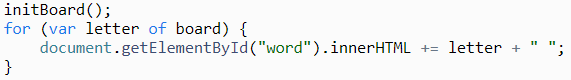 initBoard();
for (var letter of board) {
    document.getElementById("word").innerHTML += letter + " ";
}